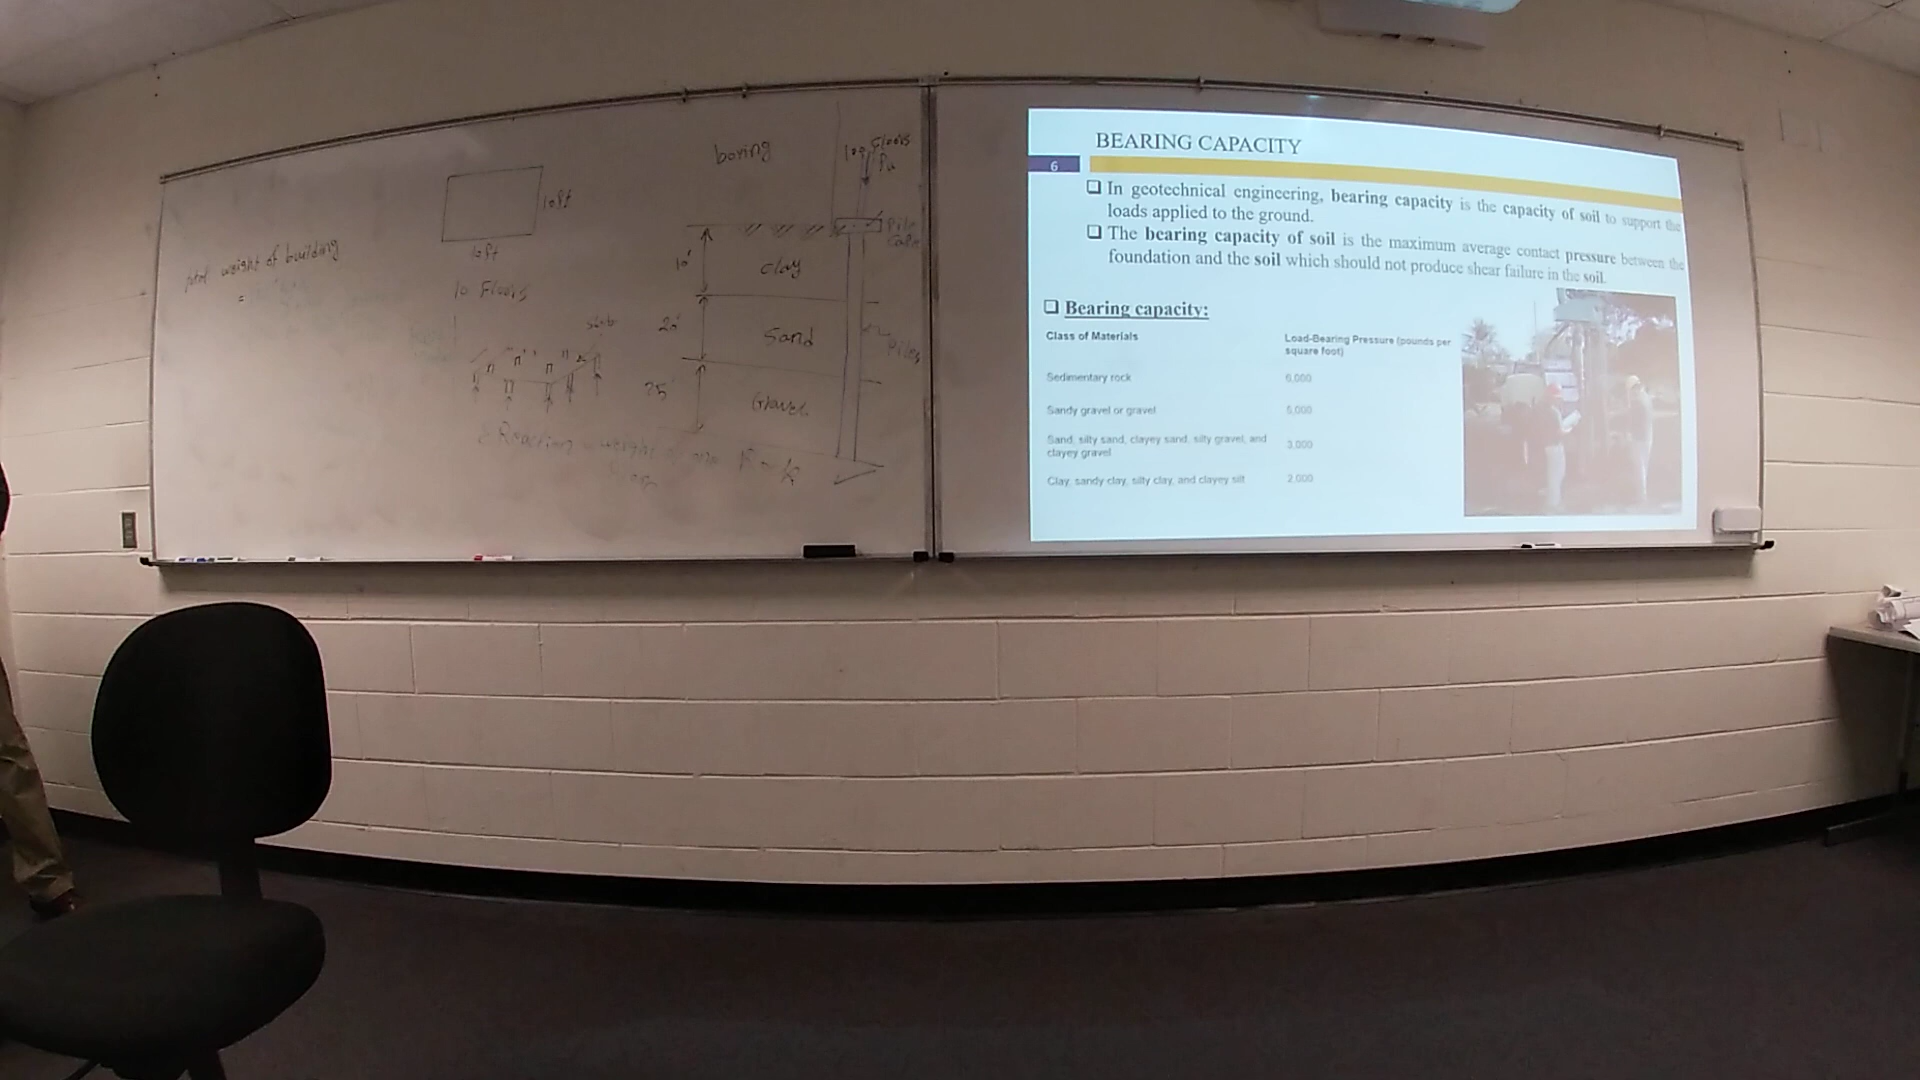 boring
100 Floors
Pu
10ft
10ft
Pile
total weight of building
=
10 Floors
10'
clay
slab
20'
Sand
Piles
25'
Gravel
Reaction = weight
BEARING CAPACITY
6
❑ In geotechnical engineering, bearing capacity is the capacity of soil to support the
loads applied to the ground.
❑ The bearing capacity of soil is the maximum average contact pressure between the
foundation and the soil which should not produce shear failure in the soil.
❑ Bearing capacity:
Class of Materials
Load-Bearing Pressure (pounds per
square foot)
Sedimentary rock
6,000
Sandy gravel or gravel
5,000
Sand, silty sand, clayey sand, silty gravel, and
clayey gravel
3,000
Clay, sandy clay, silty clay, and clayey silt
2,000